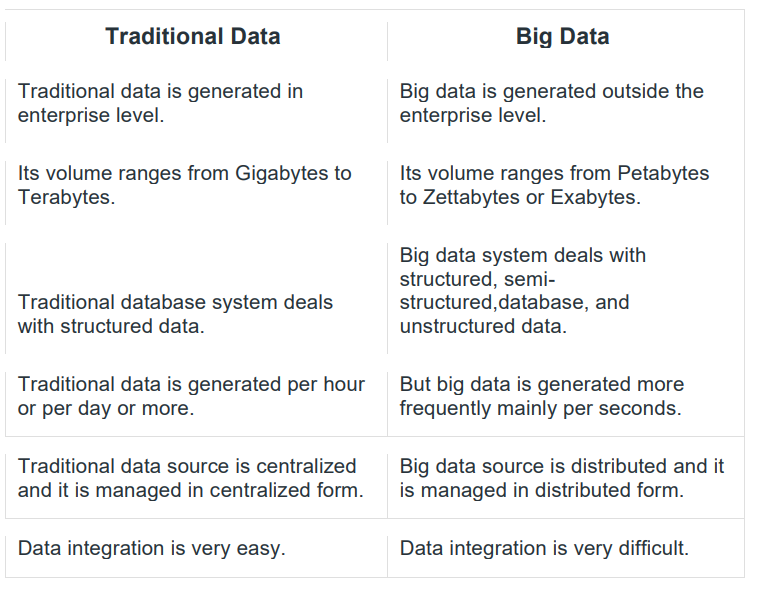 Traditional Data
Big Data
Traditional data is generated in
enterprise level.
Big data is generated outside the
enterprise level.
Its volume ranges from Gigabytes to
Terabytes.
Its volume ranges from Petabytes
to Zettabytes or Exabytes.
Traditional database system deals
with structured data.
Big data system deals with
structured, semi-
structured,database, and
unstructured data.
Traditional data is generated per hour
or per day or more.
But big data is generated more
frequently mainly per seconds.
Traditional data source is centralized
and it is managed in centralized form.
Big data source is distributed and it
is managed in distributed form.
Data integration is very easy.
Data integration is very difficult.